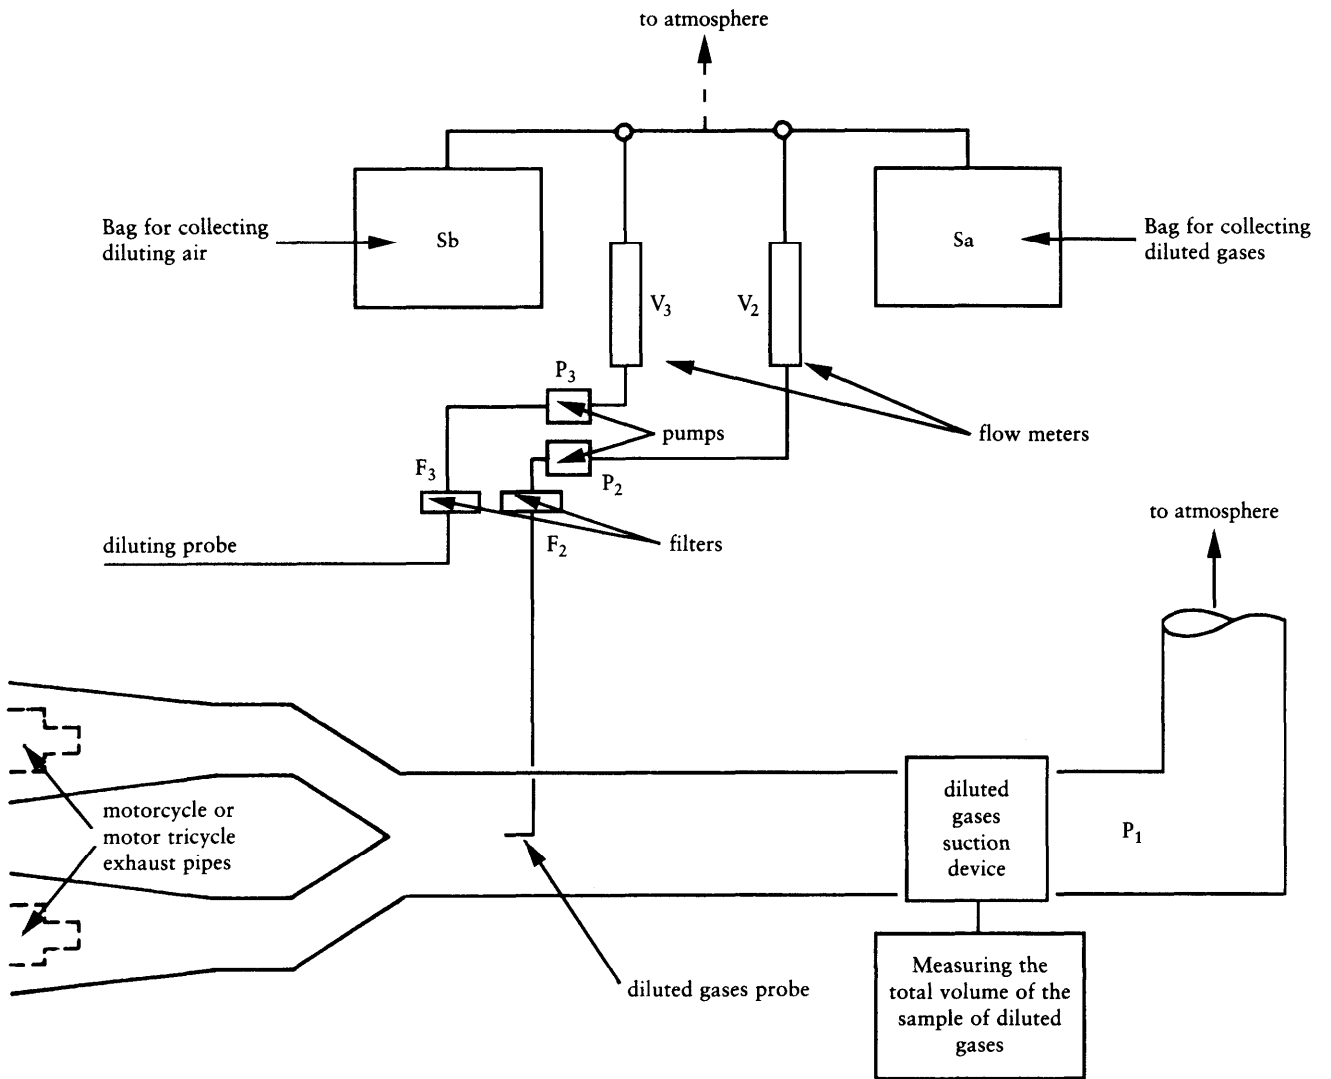 to atmosphere
Bag for collecting
diluting air
Sb
Sa
Bag for collecting
diluted gases
V3
V2
P3
pumps
flow meters
F3
P2
F2
filters
diluting probe
to atmosphere
motorcycle or
motor tricycle
exhaust pipes
diluted
gases
suction
device
P1
diluted gases probe
Measuring the
total volume of the
sample of diluted
gases